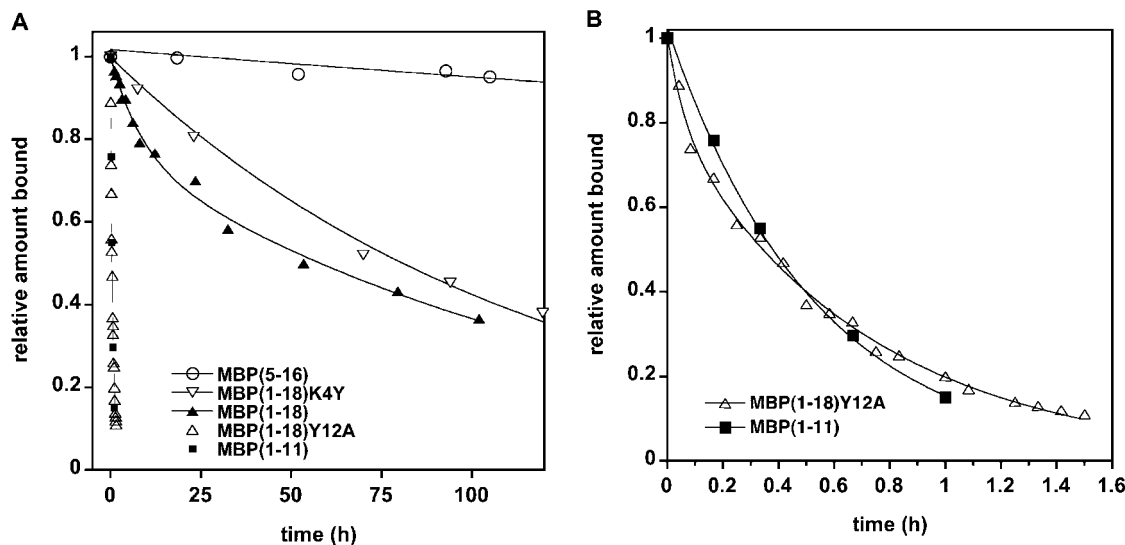 A
1
0.8
0.6
0.4
0.2
0
relative amount bound
MBP(5-16)
MBP(1-18)K4Y
MBP(1-18)
MBP(1-18)Y12A
MBP(1-11)
0 25 50 75 100
time (h)
B
1
0.8
0.6
0.4
0.2
0
relative amount bound
MBP(1-18)Y12A
MBP(1-11)
0 0.2 0.4 0.6 0.8 1 1.2 1.4 1.6
time (h)